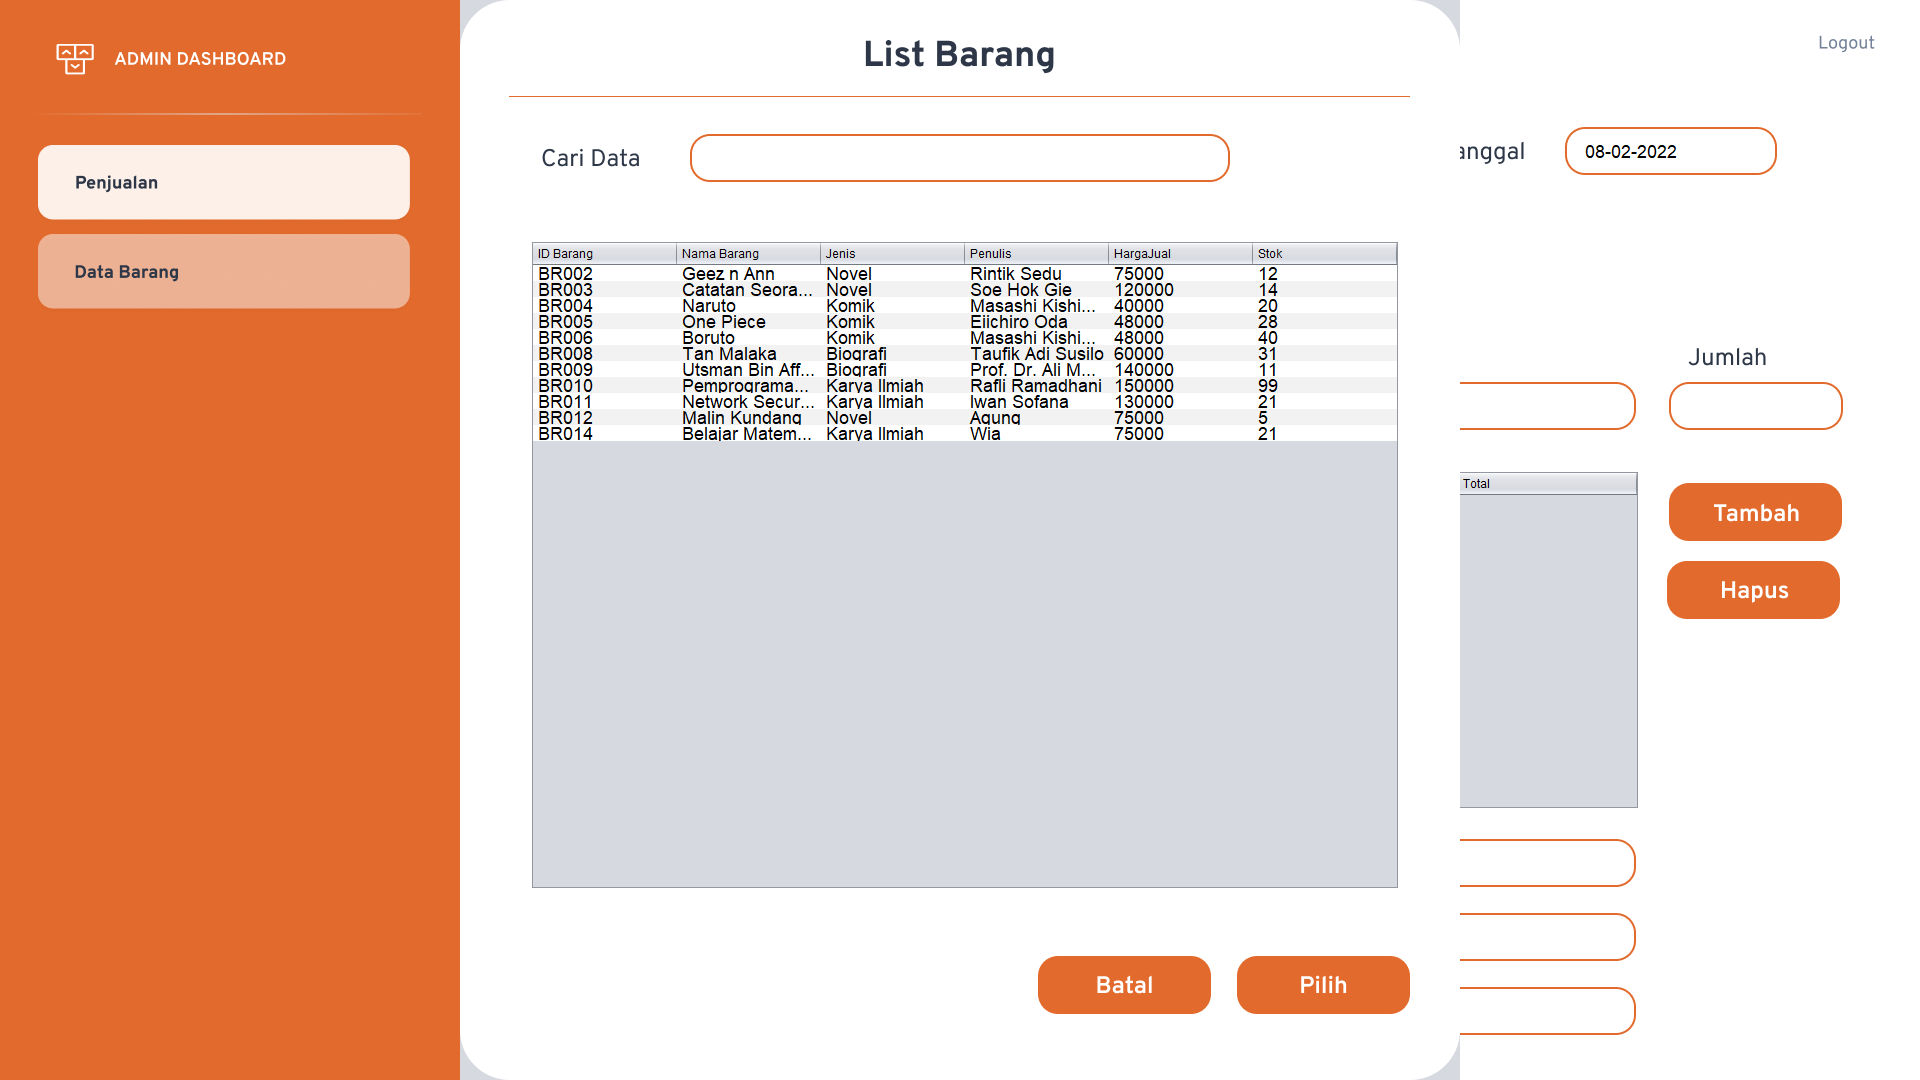 ADMIN DASHBOARD
Penjualan
Data Barang
List Barang
Cari Data
ID Barang Nama Barang Jenis Penulis HargaJual Stok
BR002 Geez n Ann Novel Rintik Sedu 75000 12
BR003 Catatan Seora... Novel Soe Hok Gie 120000 14
BR004 Naruto Komik Masashi Kishi... 40000 20
BR005 One Piece Komik Eiichiro Oda 48000 28
BR006 Boruto Komik Masashi Kishi... 48000 40
BR008 Tan Malaka Biografi Taufik Adi Susilo 60000 31
BR009 Utsman Bin Aff... Biografi Prof. Dr. Ali M... 140000 11
BR010 Pemprograma... Karya Ilmiah Rafli Ramadhani 150000 99
BR011 Network Secur... Karya Ilmiah Iwan Sofana 130000 21
BR012 Malin Kundang Novel Agung 75000 5
BR014 Belajar Matem... Karya Ilmiah Wia 75000 21
Batal
Pilih
Logout
anggal
08-02-2022
Jumlah
Total
Tambah
Hapus